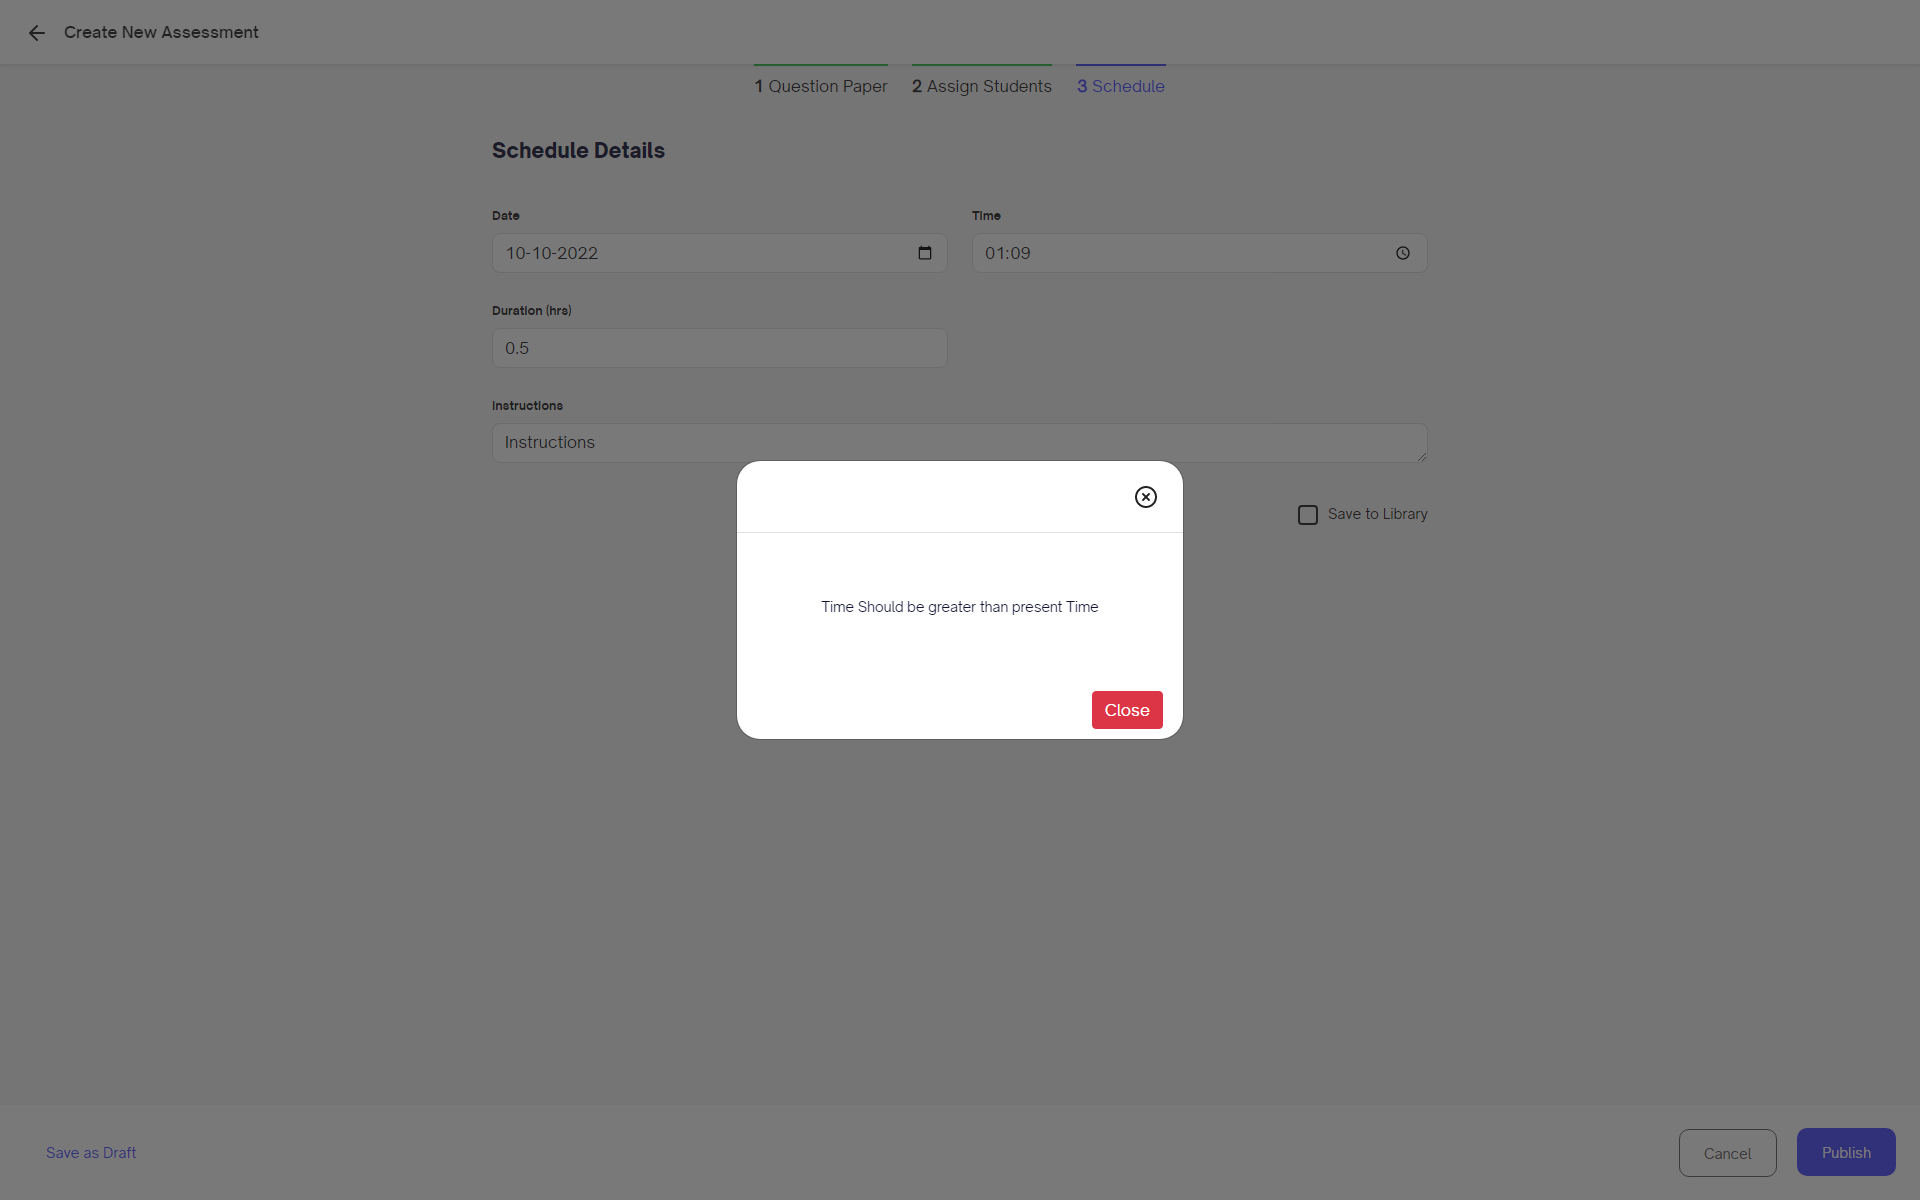 Create New Assessment
1 Question Paper 2 Assign Students 3 Schedule
Schedule Details
Date Time
10-10-2022 01:09
Duration (hrs)
0.5
Instructions
Instructions
Save to Library
Time Should be greater than present Time
Close
Save as Draft Cancel Publish